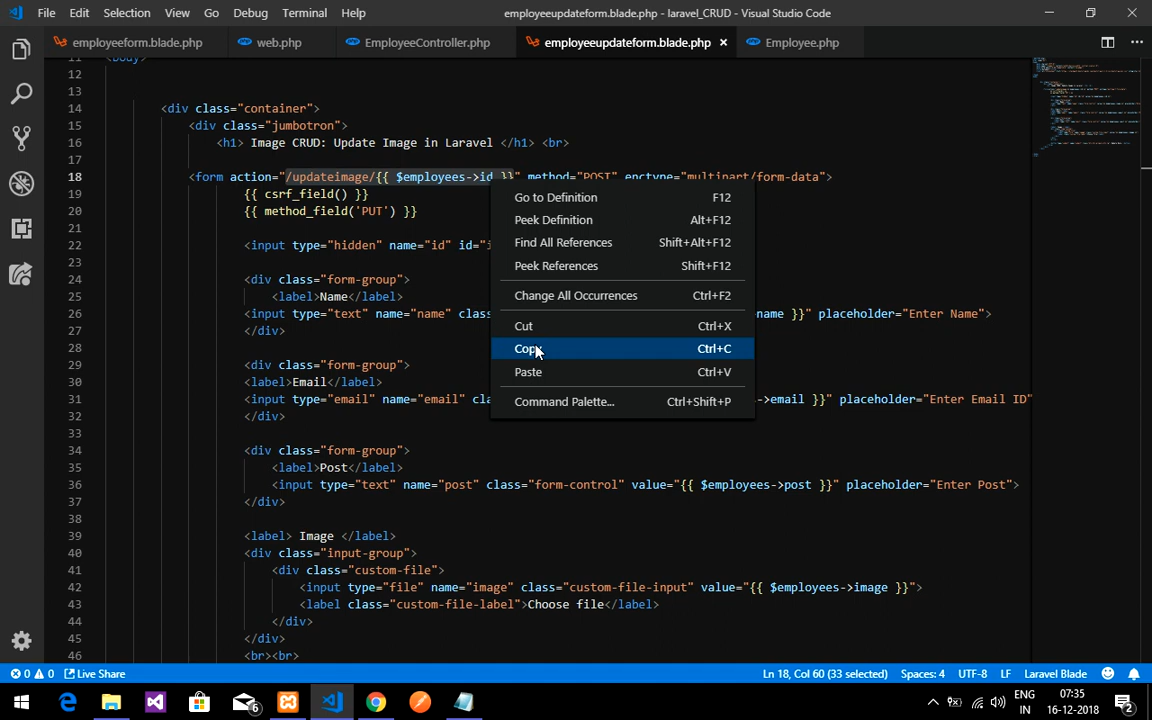 File Edit Selection View Go Debug Terminal Help employeeupdateform.blade.php - laravel_CRUD - Visual Studio Code
employeeform.blade.php web.php EmployeeController.php employeeupdateform.blade.php Employee.php
11 <body>
12
13
14 <div class="container">
15 <div class="jumbotron">
16 <h1> Image CRUD: Update Image in Laravel </h1> <br>
17
18 <form action="/updateimage/{{ $employees->id }}" method="POST" enctype="multipart/form-data">
19 {{ csrf_field() }}
20 {{ method_field('PUT') }}
21
22 <input type="hidden" name="id" id="i
23
24 <div class="form-group">
25 <label>Name</label>
26 <input type="text" name="name" clas name }}" placeholder="Enter Name">
27 </div>
28
29 <div class="form-group">
30 <label>Email</label>
31 <input type="email" name="email" cla ->email }}" placeholder="Enter Email ID"
32 </div>
33
34 <div class="form-group">
35 <label>Post</label>
36 <input type="text" name="post" class="form-control" value="{{ $employees->post }}" placeholder="Enter Post">
37 </div>
38
39 <label> Image </label>
40 <div class="input-group">
41 <div class="custom-file">
42 <input type="file" name="image" class="custom-file-input" value="{{ $employees->image }}">
43 <label class="custom-file-label">Choose file</label>
44 </div>
45 </div>
46 <br><br>
Go to Definition F12
Peek Definition Alt+F12
Find All References Shift+Alt+F12
Peek References Shift+F12
Change All Occurrences Ctrl+F2
Cut Ctrl+X
Copy Ctrl+C
Paste Ctrl+V
Command Palette... Ctrl+Shift+P
0 0 Live Share Ln 18, Col 60 (33 selected) Spaces: 4 UTF-8 LF Laravel Blade
6 ENG 07:35
IN 16-12-2018 2